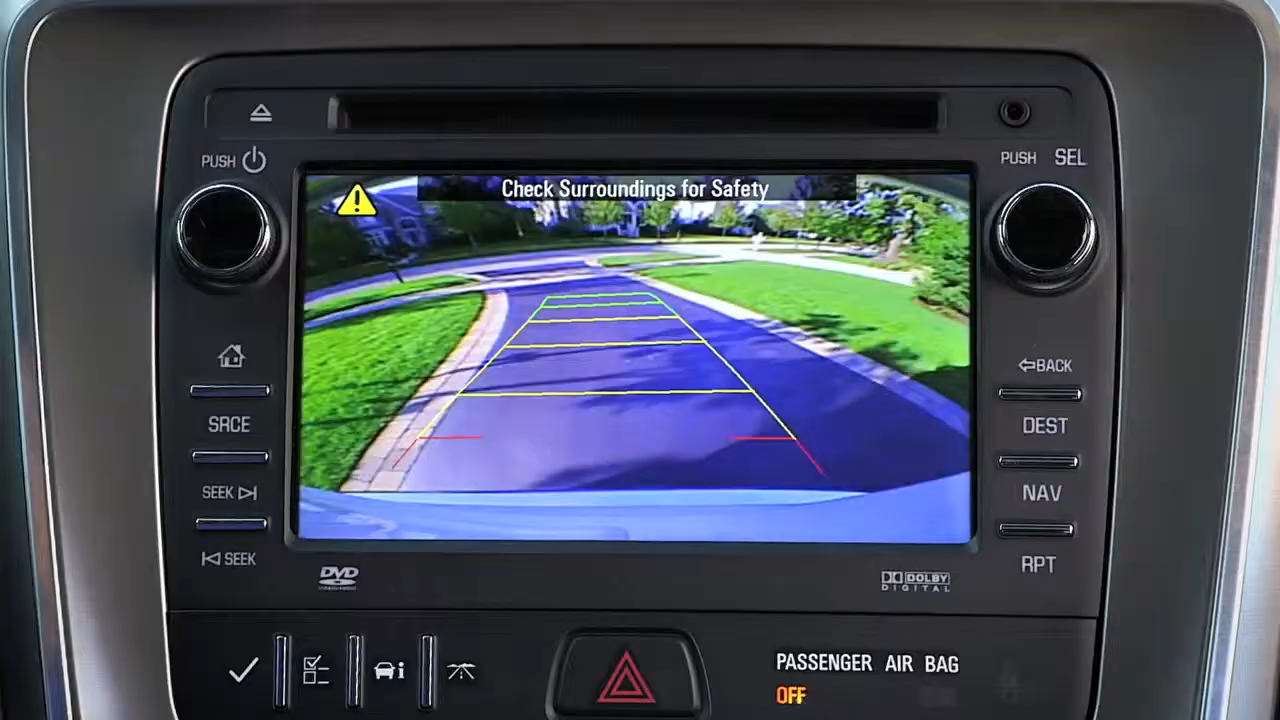 PUSH
PUSH SEL
Check Surroundings for Safety
SRCE
SEEK
SEEK
BACK
DEST
NAV
RPT
DVD
DOLBY
DIGITAL
PASSENGER AIR BAG
OFF